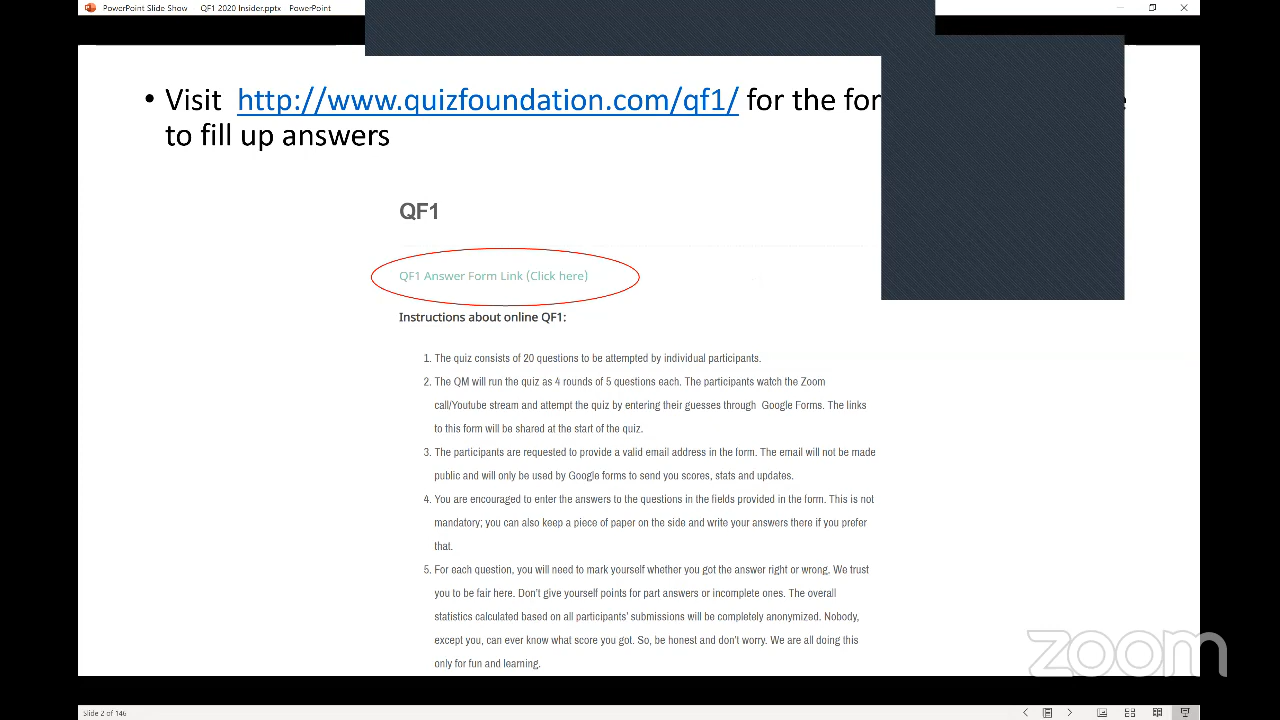 PowerPoint Slide Show QF1 2020 Insider.pptx PowerPoint
• Visit http://www.quizfoundation.com/qf1/ for the
to fill up answers
QF1
QF1 Answer Form Link (Click here)
Instructions about online QF1:
1. The quiz consists of 20 questions to be attempted by individual participants.
2. The QM will run the quiz as 4 rounds of 5 questions each. The participants watch the Zoom
call/Youtube stream and attempt the quiz by entering their guesses through Google Forms. The links
to this form will be shared at the start of the quiz.
3. The participants are requested to provide a valid email address in the form. The email will not be made
public and will only be used by Google forms to send you scores, stats and updates.
4. You are encouraged to enter the answers to the questions in the fields provided in the form. This is not
mandatory; you can also keep a piece of paper on the side and write your answers there if you prefer
that.
5. For each question, you will need to mark yourself whether you got the answer right or wrong. We trust
you to be fair here. Don't give yourself points for part answers or incomplete ones. The overall
statistics calculated based on all participants' submissions will be completely anonymized. Nobody,
except you, can ever know what score you got. So, be honest and don't worry. We are all doing this
only for fun and learning.
zoom
Slide 2 of 146